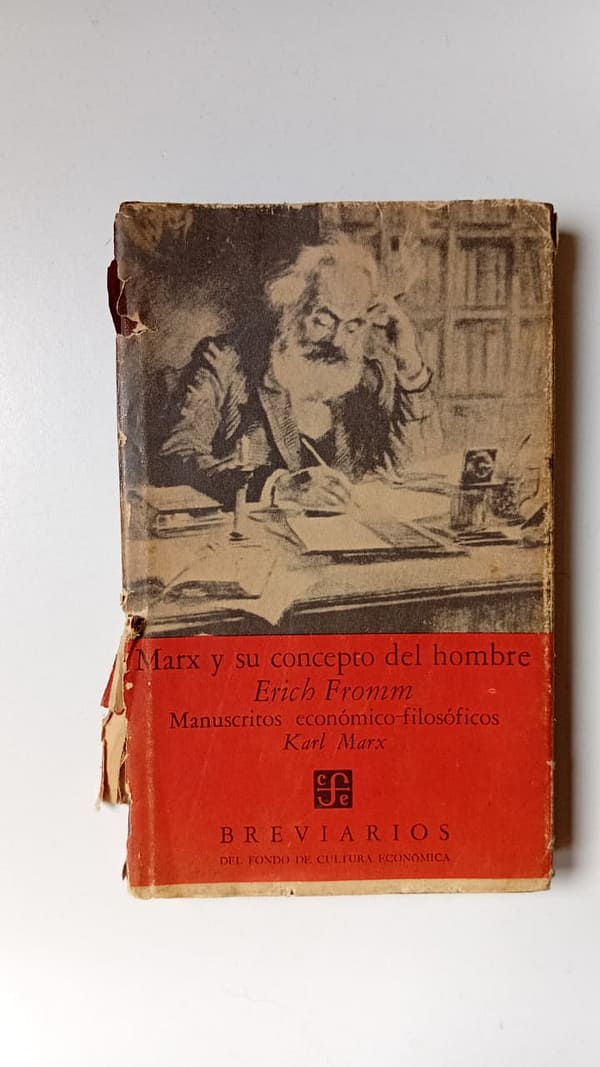 Marx y su concepto del hombre
Erich Fromm
Manuscritos económico-filosóficos
Karl Marx
c f e
BREVIARIOS
DEL FONDO DE CULTURA ECONÓMICA